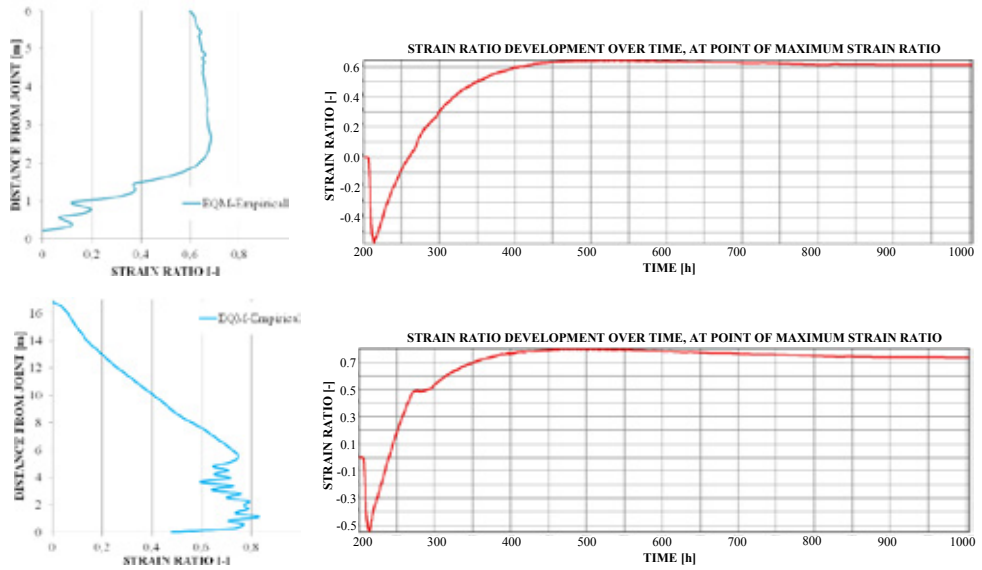 6
5
4
3
2
1
0
DISTANCE FROM JOINT [m]
EQM-Empirical
0 0,2 0,4 0,6 0,8
STRAIN RATIO [-]
STRAIN RATIO DEVELOPMENT OVER TIME, AT POINT OF MAXIMUM STRAIN RATIO
0.6
0.4
0.2
0.0
-0.2
-0.4
STRAIN RATIO [-]
200 300 400 500 600 700 800 900 1000
TIME [h]
16
14
12
10
8
6
4
2
0
DISTANCE FROM JOINT [m]
EQM-Empirical
0 0,2 0,4 0,6 0,8
STRAIN RATIO [-]
STRAIN RATIO DEVELOPMENT OVER TIME, AT POINT OF MAXIMUM STRAIN RATIO
0.7
0.5
0.3
0.1
-0.1
-0.3
-0.5
STRAIN RATIO [-]
200 300 400 500 600 700 800 900 1000
TIME [h]